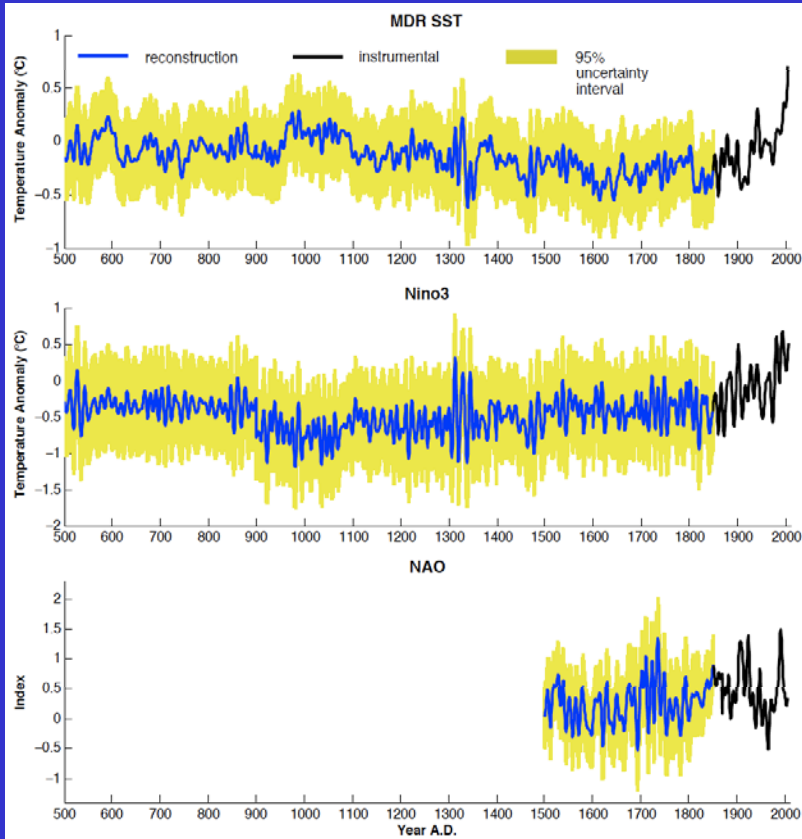 MDR SST
reconstruction instrumental 95%
uncertainty
interval
Temperature Anomaly (°C)
1
0.5
0
−0.5
−1
500 600 700 800 900 1000 1100 1200 1300 1400 1500 1600 1700 1800 1900 2000
Nino3
Temperature Anomaly (°C)
1
0.5
0
−0.5
−1
−1.5
−2
500 600 700 800 900 1000 1100 1200 1300 1400 1500 1600 1700 1800 1900 2000
NAO
Index
2
1.5
1
0.5
0
−0.5
−1
500 600 700 800 900 1000 1100 1200 1300 1400 1500 1600 1700 1800 1900 2000
Year A.D.